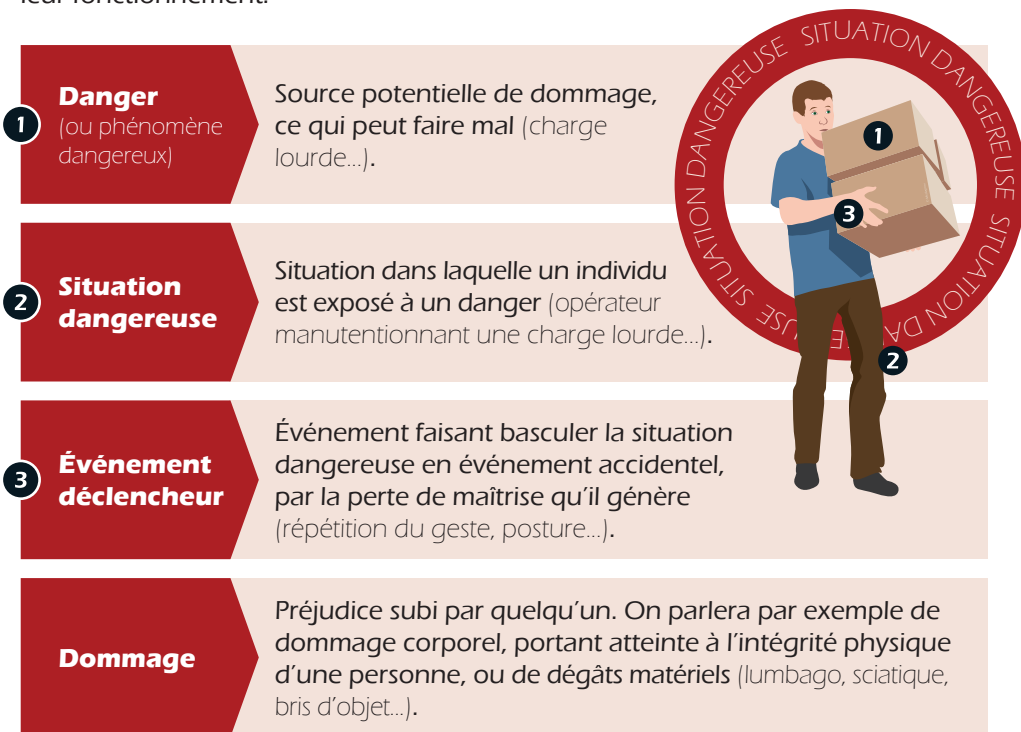 leur fonctionnement.
1
Danger
(ou phénomène
dangereux)
Source potentielle de dommage,
ce qui peut faire mal (charge
lourde...).
2
Situation
dangereuse
Situation dans laquelle un individu
est exposé à un danger (opérateur
manutentionnant une charge lourde...).
3
Événement
déclencheur
Événement faisant basculer la situation
dangereuse en événement accidentel,
par la perte de maîtrise qu'il génère
(répétition du geste, posture...).
Dommage
Préjudice subi par quelqu'un. On parlera par exemple de
dommage corporel, portant atteinte à l'intégrité physique
d'une personne, ou de dégâts matériels (lumbago, sciatique,
bris d'objet...).
SITUATION DANGEREUSE SITUATION DANGEREUSE SITUATION DANGEREUSE
1
3
2